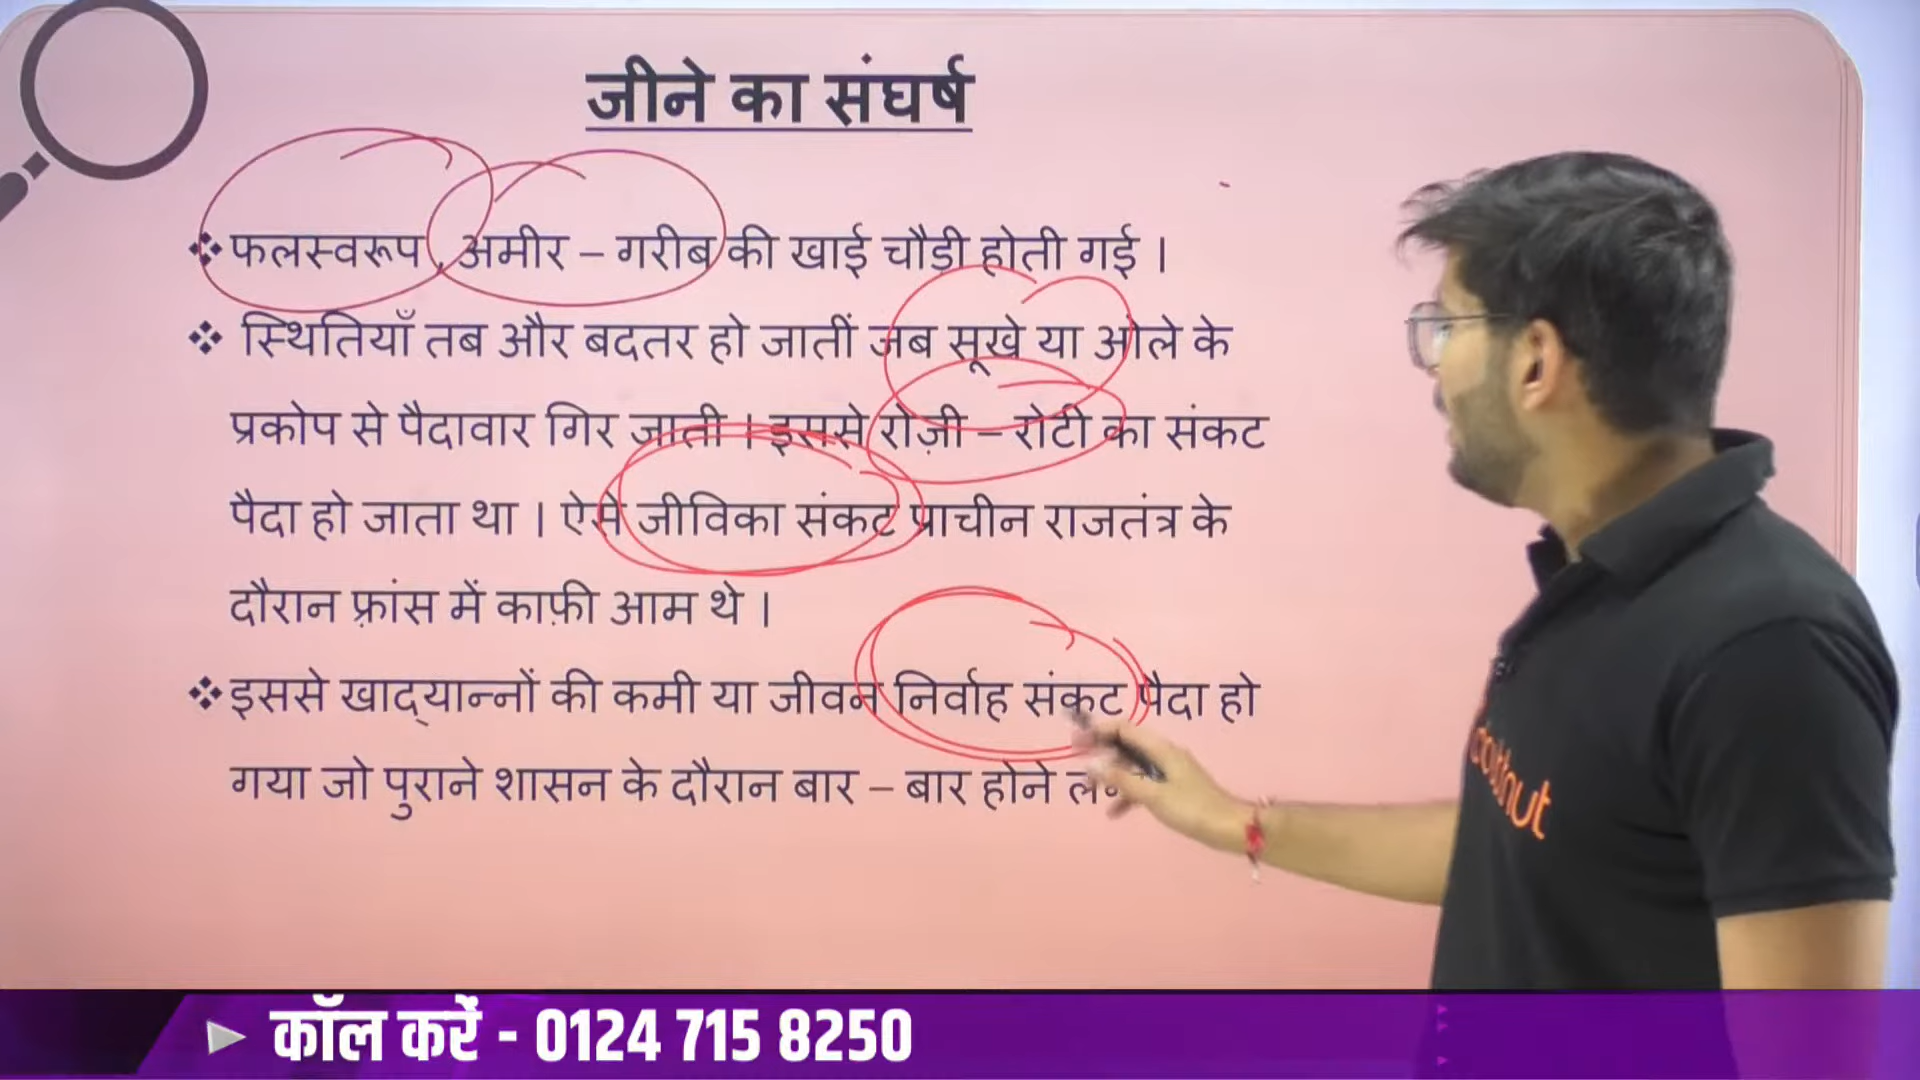 जीने का संघर्ष
❖ फलस्वरूप , अमीर – गरीब की खाई चौड़ी होती गई ।
❖ स्थितियाँ तब और बदतर हो जातीं जब सूखे या ओले के
प्रकोप से पैदावार गिर जाती । इससे रोज़ी – रोटी का संकट
पैदा हो जाता था । ऐसे जीविका संकट प्राचीन राजतंत्र के
दौरान फ़्रांस में काफ़ी आम थे ।
❖ इससे खाद्यान्नों की कमी या जीवन निर्वाह संकट पैदा हो
गया जो पुराने शासन के दौरान बार – बार होने
doubtnut
कॉल करें - 0124 715 8250